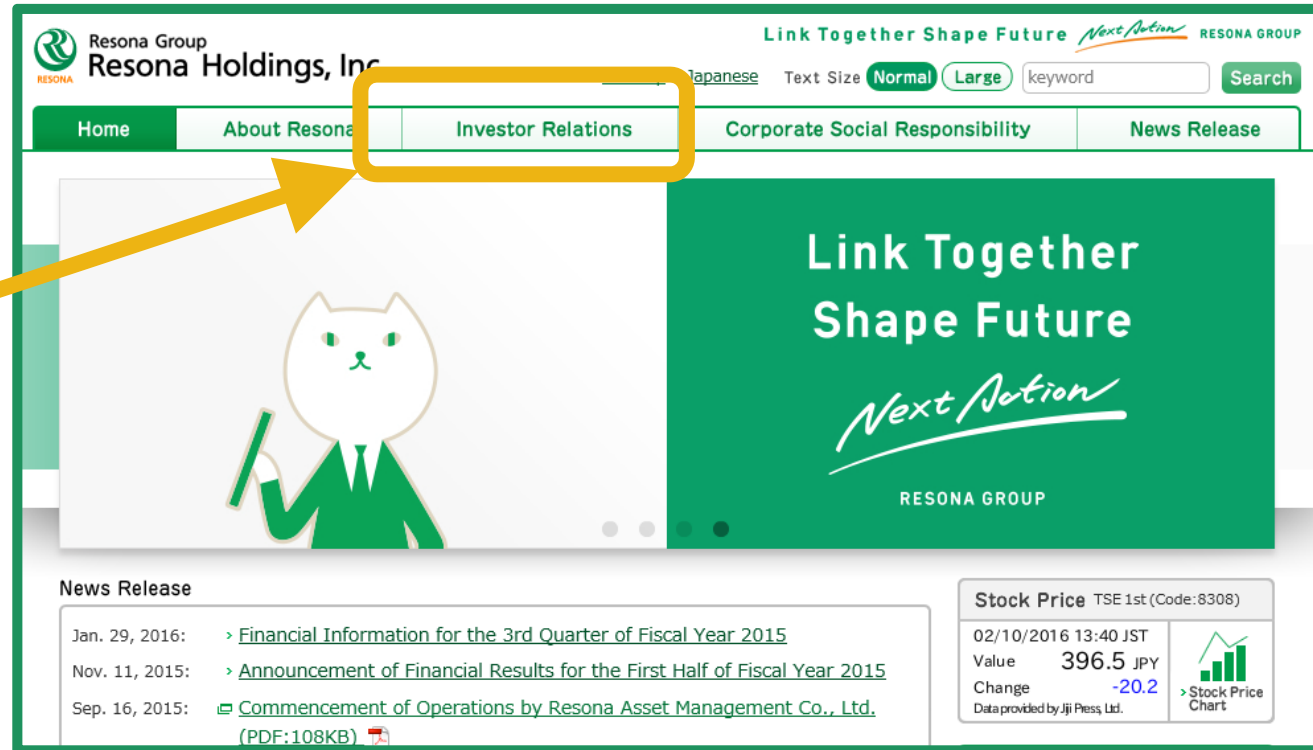 Link Together Shape Future Next Action RESONA GROUP
Resona Group
Resona Holdings, Inc
RESONA
Japanese Text Size Normal Large keyword Search
Home About Resona Investor Relations Corporate Social Responsibility News Release
Link Together
Shape Future
Next Action
RESONA GROUP
News Release
Jan. 29, 2016: › Financial Information for the 3rd Quarter of Fiscal Year 2015
Nov. 11, 2015: › Announcement of Financial Results for the First Half of Fiscal Year 2015
Sep. 16, 2015: Commencement of Operations by Resona Asset Management Co., Ltd.
(PDF:108KB)
Stock Price TSE 1st (Code:8308)
02/10/2016 13:40 JST
Value 396.5 JPY
Change -20.2
Data provided by Jiji Press, Ltd.
› Stock Price
Chart